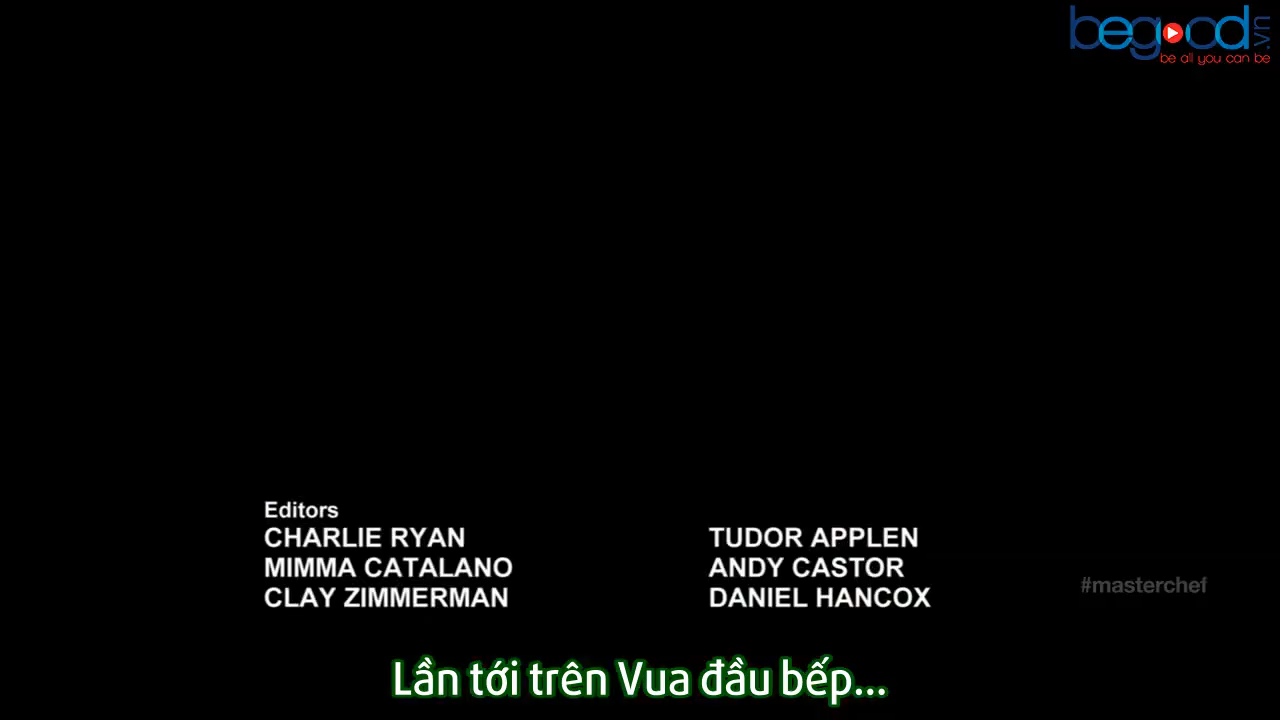 begood.vn
be all you can be
Editors
CHARLIE RYAN
MIMMA CATALANO
CLAY ZIMMERMAN
TUDOR APPLEN
ANDY CASTOR
DANIEL HANCOX
#masterchef
Lần tới trên Vua đầu bếp...